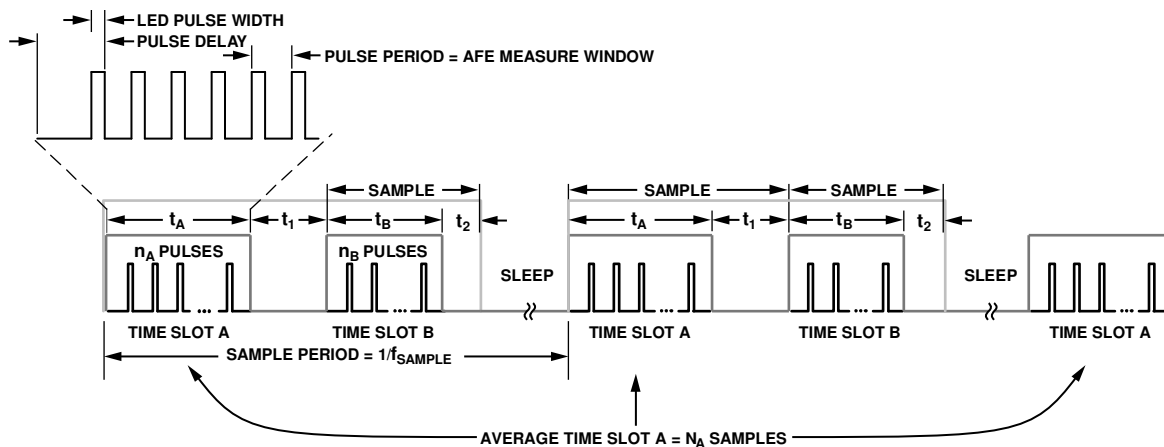 LED PULSE WIDTH
PULSE DELAY
PULSE PERIOD = AFE MEASURE WINDOW
SAMPLE SAMPLE SAMPLE
tA t1 tB t2 tA t1 tB t2
nA PULSES nB PULSES
SLEEP SLEEP
... ... ... ... ...
TIME SLOT A TIME SLOT B TIME SLOT A TIME SLOT B TIME SLOT A
SAMPLE PERIOD = 1/fSAMPLE
AVERAGE TIME SLOT A = NA SAMPLES